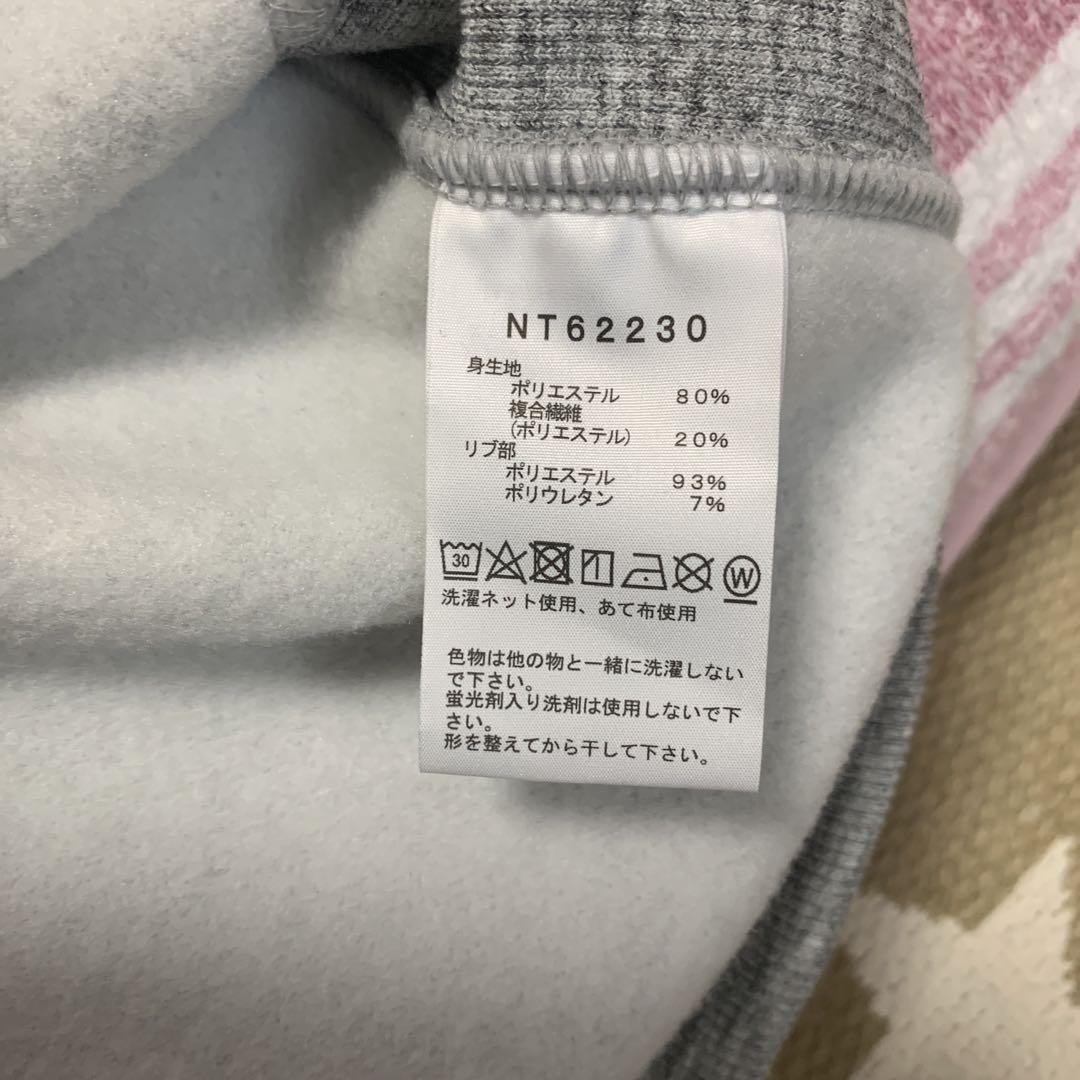 NT62230
身生地
ポリエステル 80%
複合繊維
(ポリエステル) 20%
リブ部
ポリエステル 93%
ポリウレタン 7%
30 W
洗濯ネット使用、あて布使用
色物は他の物と一緒に洗濯しない
で下さい。
蛍光剤入り洗剤は使用しないで下
さい。
形を整えてから干して下さい。